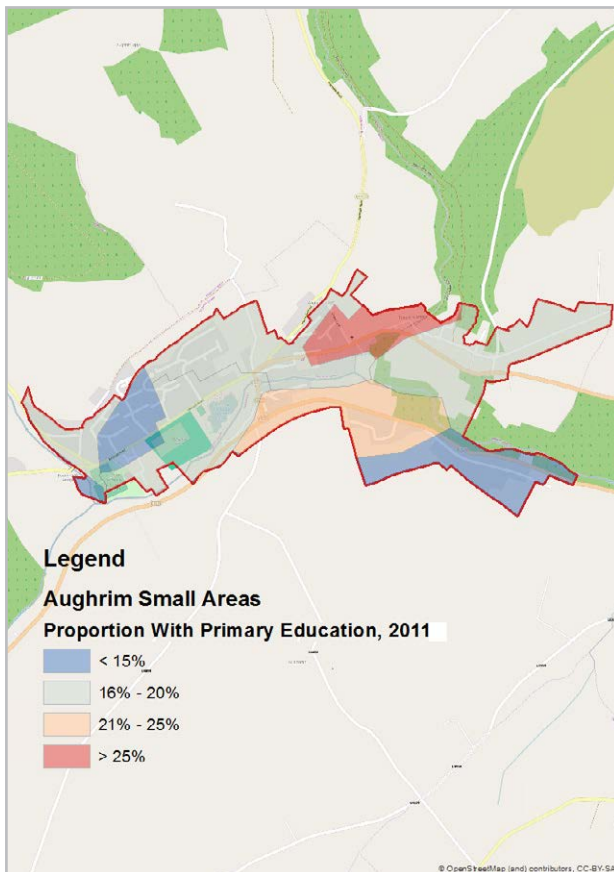 Legend
Aughrim Small Areas
Proportion With Primary Education, 2011
< 15%
16% - 20%
21% - 25%
> 25%
© OpenStreetMap (and) contributors, CC-BY-SA